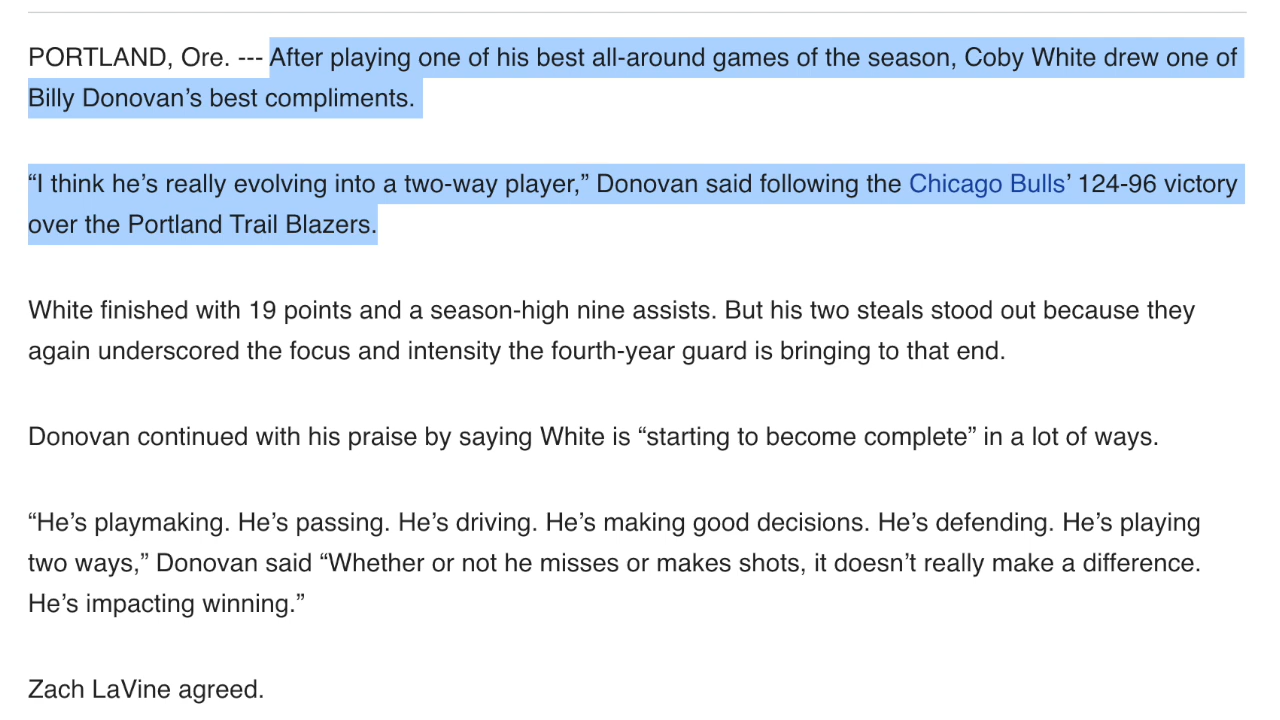 PORTLAND, Ore. --- After playing one of his best all-around games of the season, Coby White drew one of
Billy Donovan’s best compliments.
“I think he’s really evolving into a two-way player,” Donovan said following the Chicago Bulls’ 124-96 victory
over the Portland Trail Blazers.
White finished with 19 points and a season-high nine assists. But his two steals stood out because they
again underscored the focus and intensity the fourth-year guard is bringing to that end.
Donovan continued with his praise by saying White is “starting to become complete” in a lot of ways.
“He’s playmaking. He’s passing. He’s driving. He’s making good decisions. He’s defending. He’s playing
two ways,” Donovan said “Whether or not he misses or makes shots, it doesn’t really make a difference.
He’s impacting winning.”
Zach LaVine agreed.